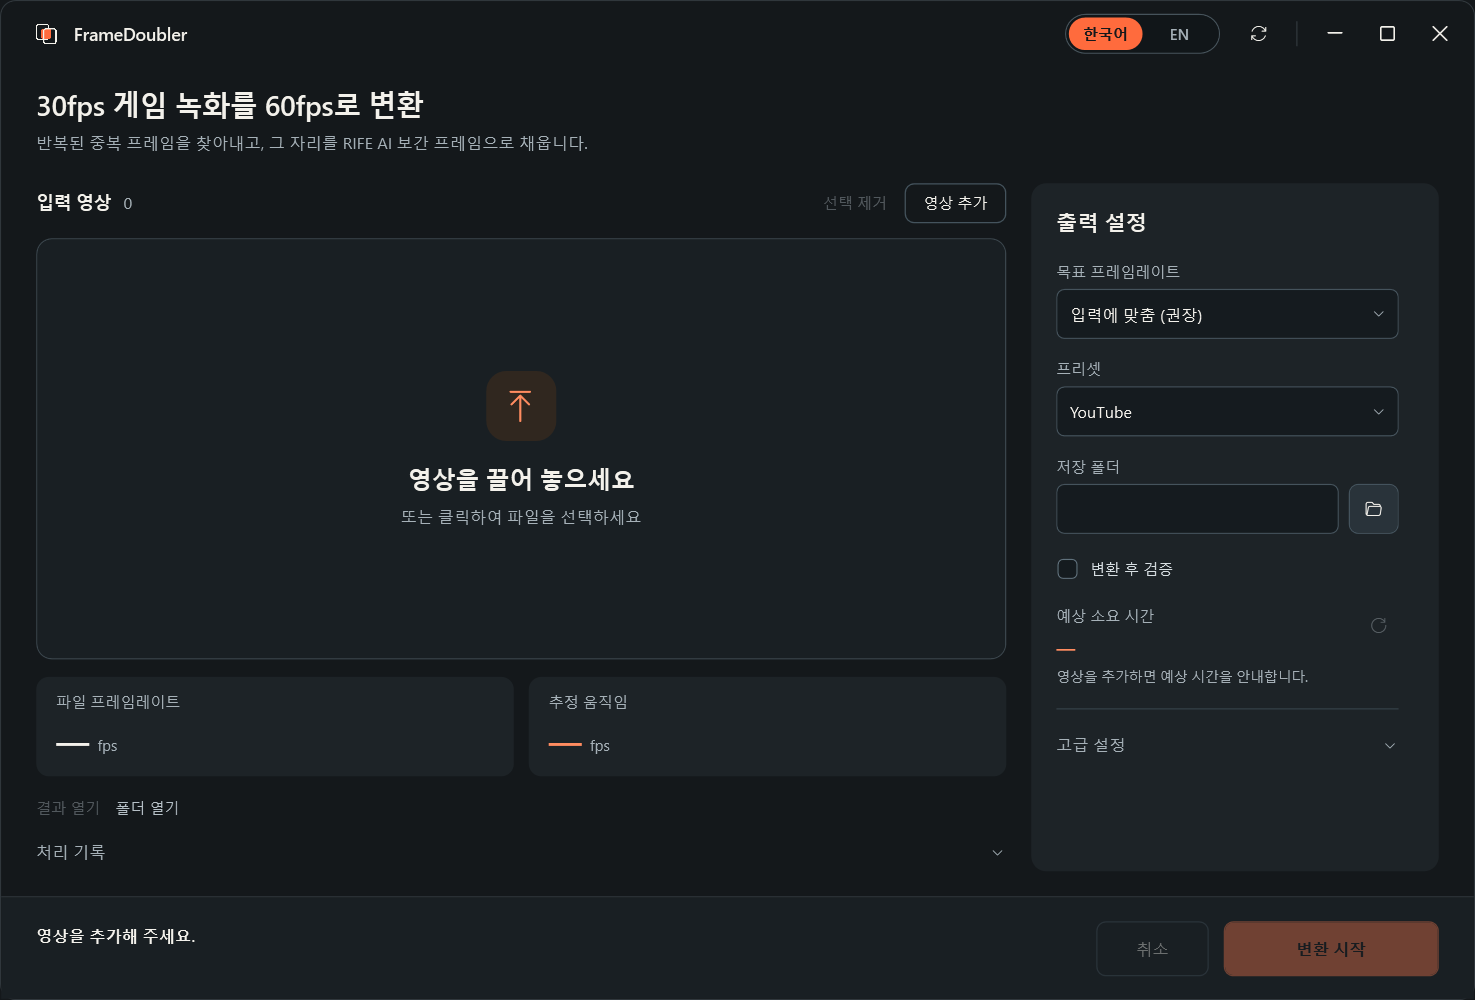 FrameDoubler
한국어
EN
30fps 게임 녹화를 60fps로 변환
반복된 중복 프레임을 찾아내고, 그 자리를 RIFE AI 보간 프레임으로 채웁니다.
입력 영상 0
선택 제거
영상 추가
영상을 끌어 놓으세요
또는 클릭하여 파일을 선택하세요
파일 프레임레이트
— fps
추정 움직임
— fps
결과 열기
폴더 열기
처리 기록
출력 설정
목표 프레임레이트
입력에 맞춤 (권장)
프리셋
YouTube
저장 폴더
변환 후 검증
예상 소요 시간
—
영상을 추가하면 예상 시간을 안내합니다.
고급 설정
영상을 추가해 주세요.
취소
변환 시작